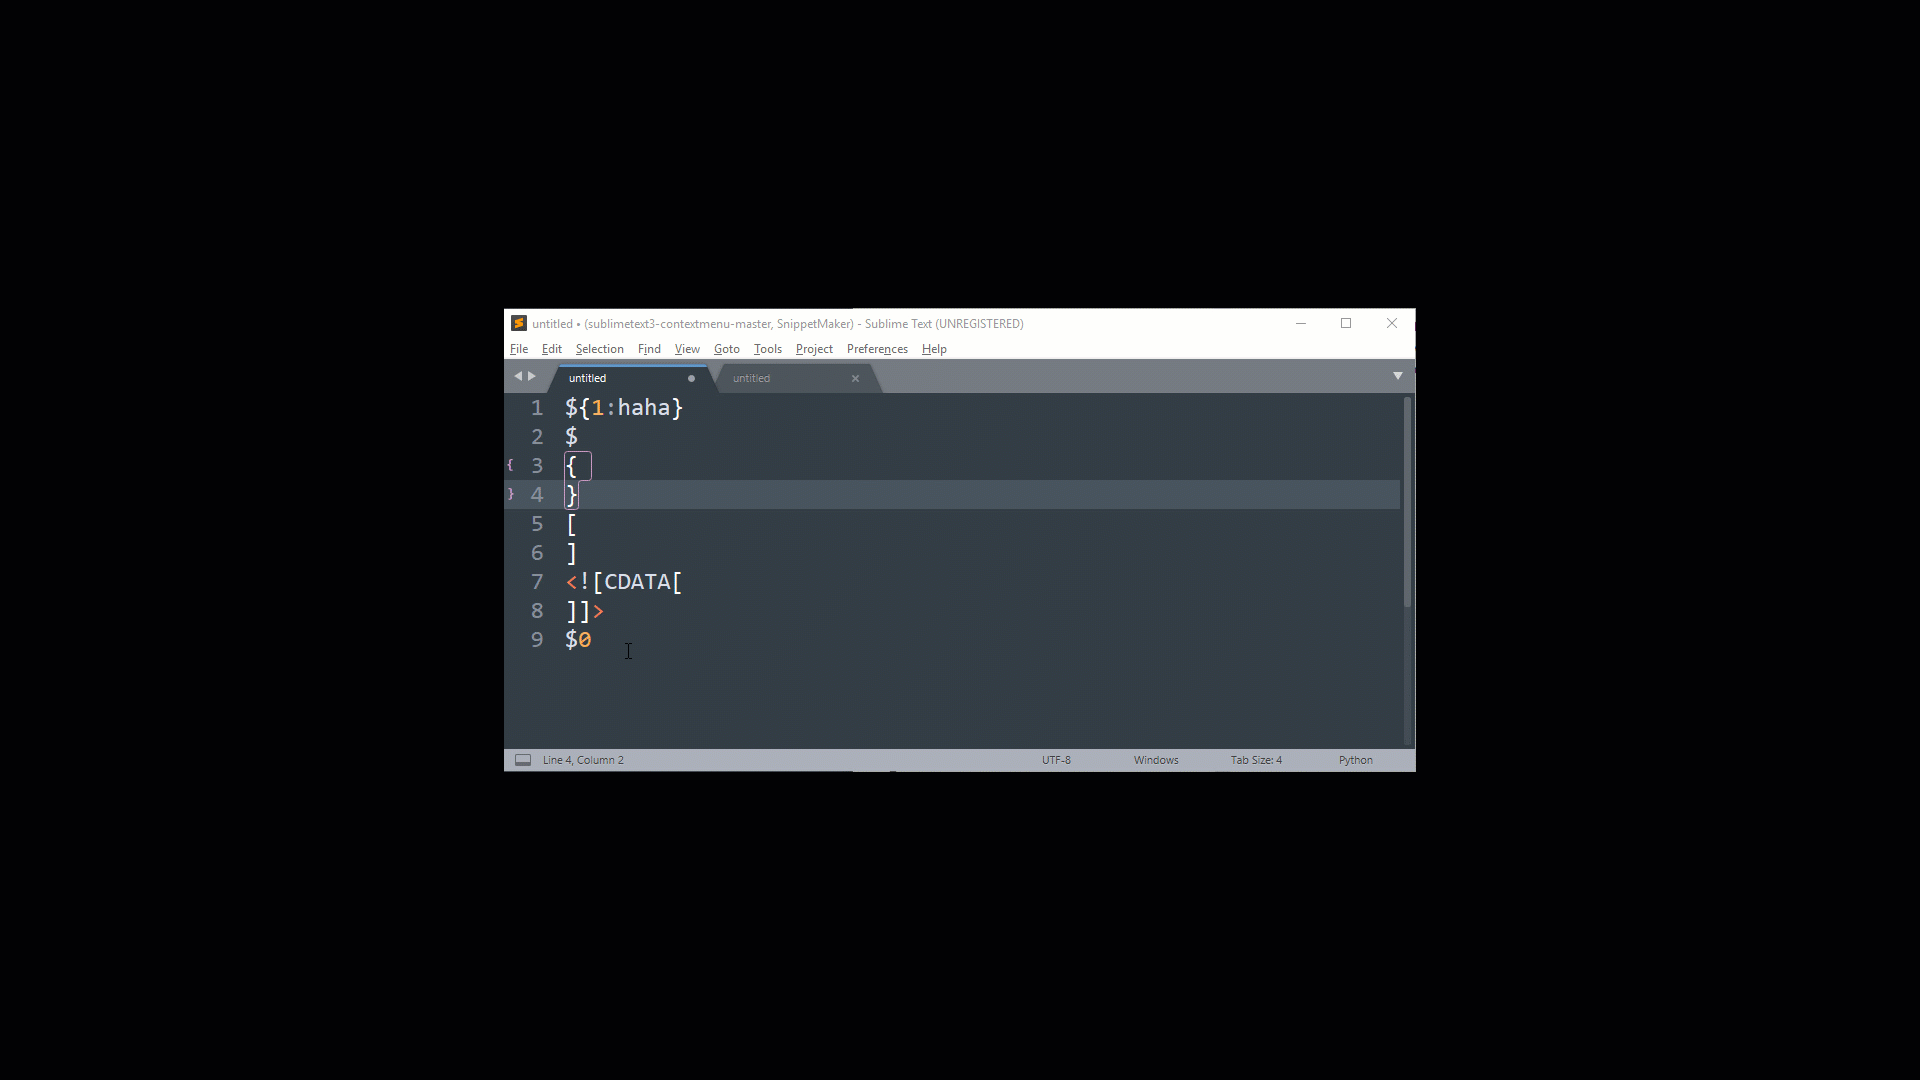 untitled • (sublimetext3-contextmenu-master, SnippetMaker) - Sublime Text (UNREGISTERED)
File Edit Selection Find View Goto Tools Project Preferences Help
untitled untitled
1 ${1:haha}
2 $
{ 3 {
} 4 }
5 [
6 ]
7 <![CDATA[
8 ]]>
9 $0
Line 4, Column 2 UTF-8 Windows Tab Size: 4 Python